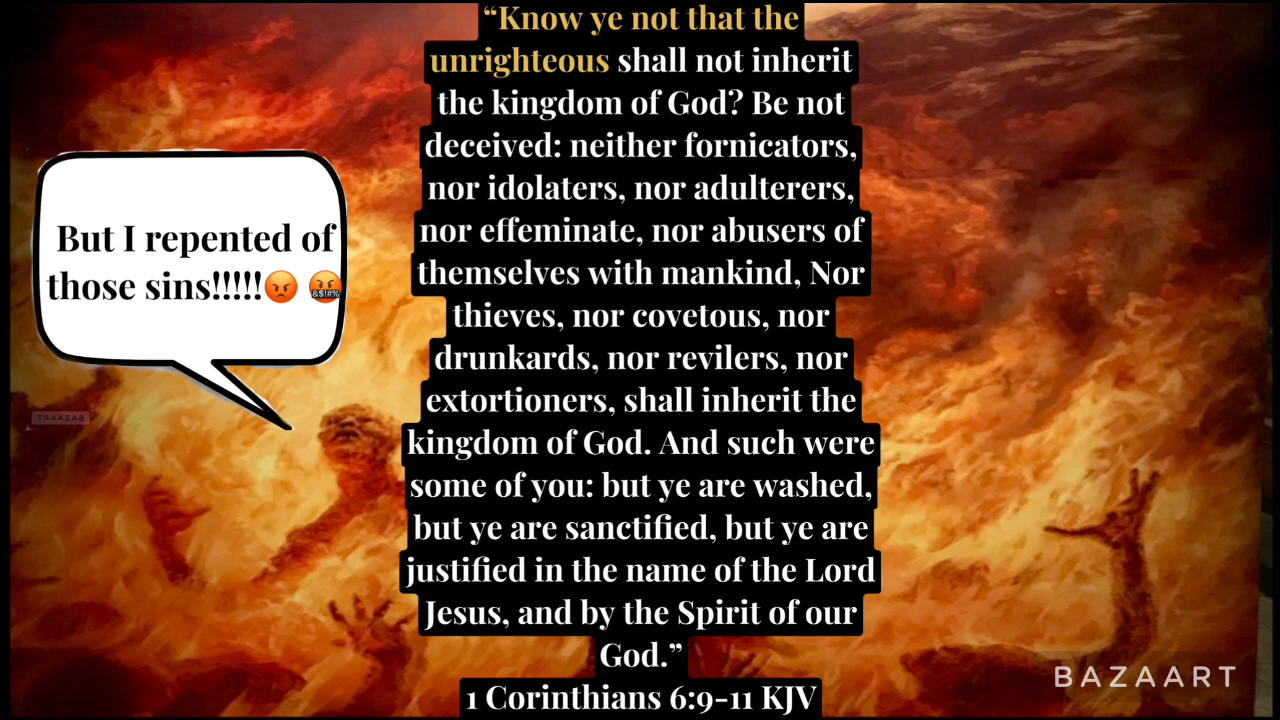 “Know ye not that the
unrighteous shall not inherit
the kingdom of God? Be not
deceived: neither fornicators,
nor idolaters, nor adulterers,
nor effeminate, nor abusers of
themselves with mankind, Nor
thieves, nor covetous, nor
drunkards, nor revilers, nor
extortioners, shall inherit the
kingdom of God. And such were
some of you: but ye are washed,
but ye are sanctified, but ye are
justified in the name of the Lord
Jesus, and by the Spirit of our
God.”
1 Corinthians 6:9-11 KJV
But I repented of
those sins!!!!!😡 🤬
BAZAART